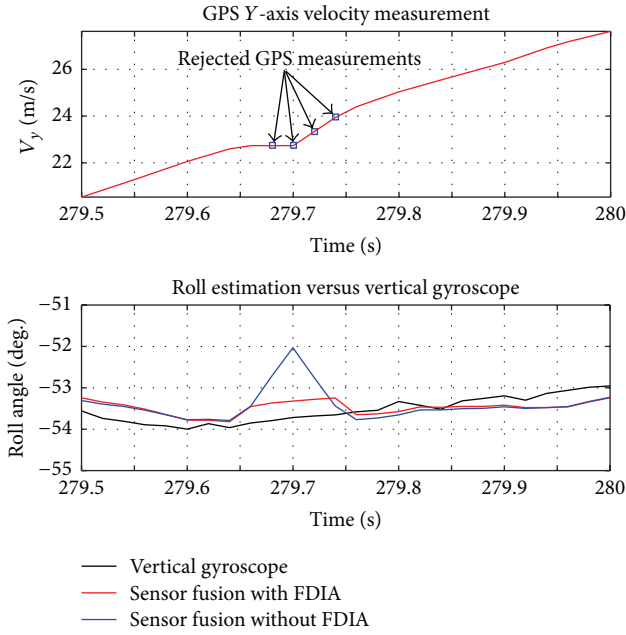 GPS Y-axis velocity measurement
Rejected GPS measurements
V_y (m/s)
26
24
22
279.5 279.6 279.7 279.8 279.9 280
Time (s)
Roll estimation versus vertical gyroscope
Roll angle (deg.)
−51
−52
−53
−54
−55
279.5 279.6 279.7 279.8 279.9 280
Time (s)
Vertical gyroscope
Sensor fusion with FDIA
Sensor fusion without FDIA